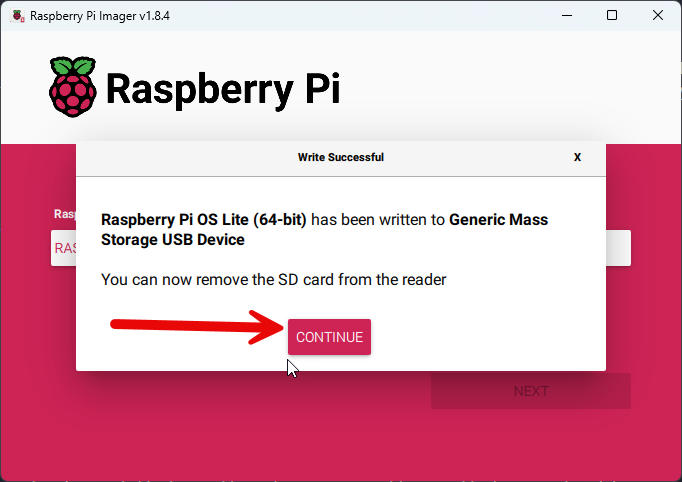 Raspberry Pi Imager v1.8.4
Raspberry Pi
Write Successful
X
Rasp
Raspberry Pi OS Lite (64-bit) has been written to Generic Mass
Storage USB Device
RAS
You can now remove the SD card from the reader
CONTINUE
NEXT